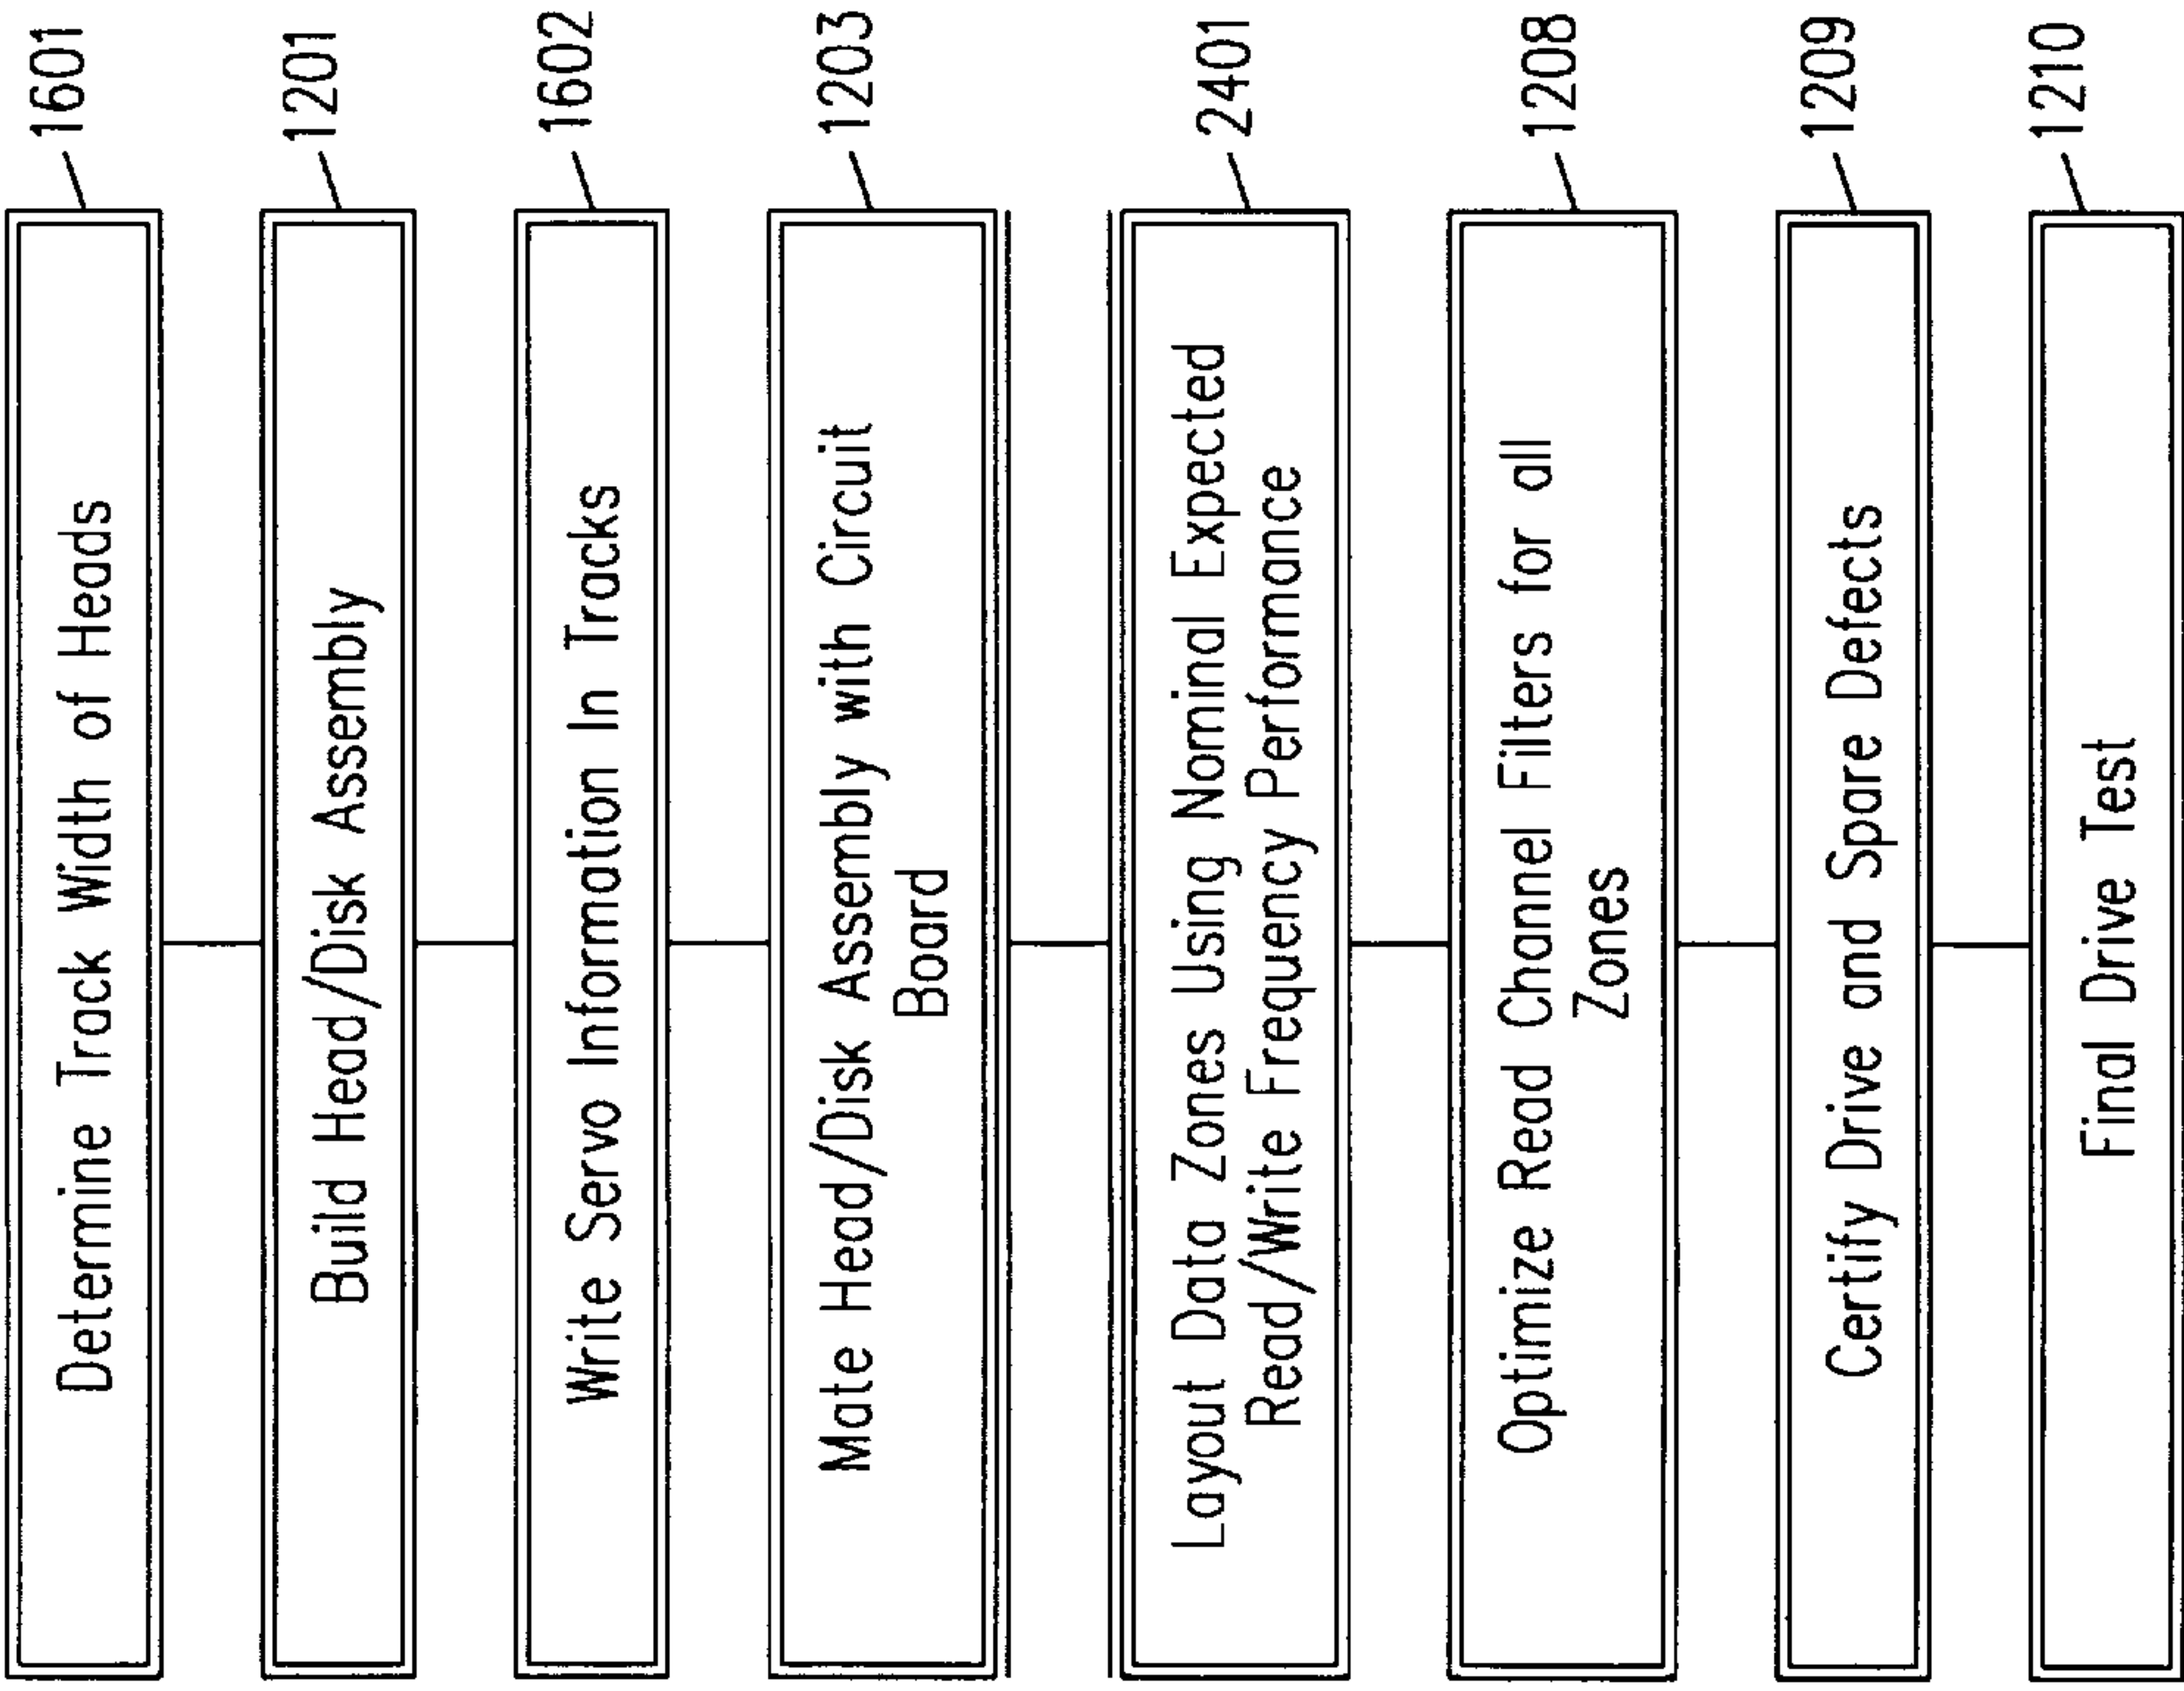 Determine Track Width of Heads
1601
Build Head/Disk Assembly
1201
Write Servo Information In Tracks
1602
Mate Head/Disk Assembly with Circuit
Board
1203
Layout Data Zones Using Nominal Expected
Read/Write Frequency Performance
2401
Optimize Read Channel Filters for all
Zones
1208
Certify Drive and Spare Defects
1209
Final Drive Test
1210